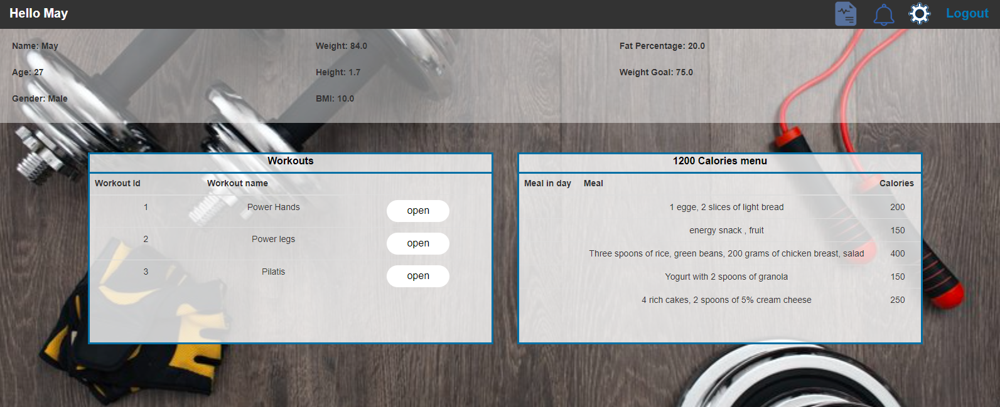 Hello May
Logout
Name: May
Weight: 84.0
Fat Percentage: 20.0
Age: 27
Height: 1.7
Weight Goal: 75.0
Gender: Male
BMI: 10.0
Workouts
Workout Id Workout name
1 Power Hands open
2 Power legs open
3 Pilatis open
1200 Calories menu
Meal in day Meal Calories
1 egge, 2 slices of light bread 200
energy snack , fruit 150
Three spoons of rice, green beans, 200 grams of chicken breast, salad 400
Yogurt with 2 spoons of granola 150
4 rich cakes, 2 spoons of 5% cream cheese 250